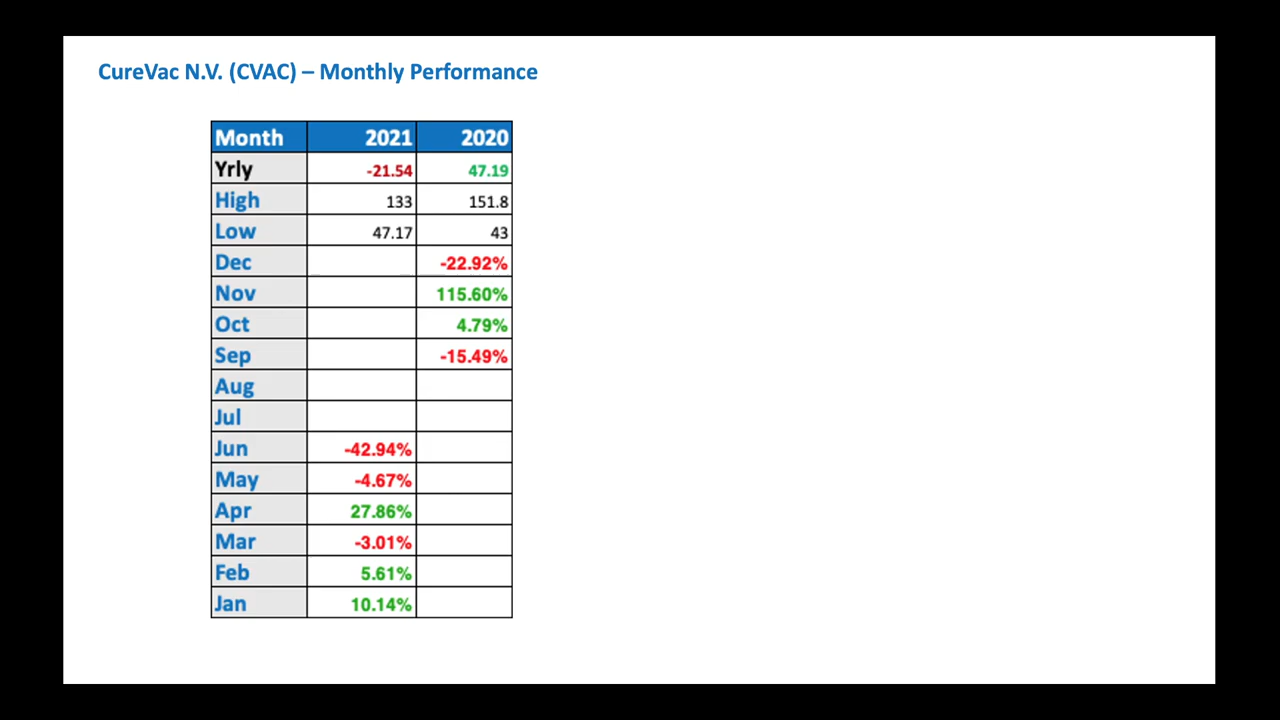 CureVac N.V. (CVAC) – Monthly Performance
Month 2021 2020
Yrly -21.54 47.19
High 133 151.8
Low 47.17 43
Dec -22.92%
Nov 115.60%
Oct 4.79%
Sep -15.49%
Aug
Jul
Jun -42.94%
May -4.67%
Apr 27.86%
Mar -3.01%
Feb 5.61%
Jan 10.14%